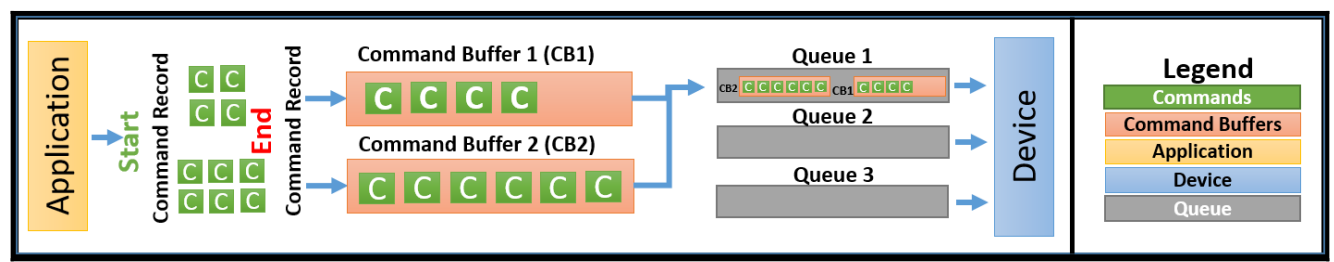 Application
Start
Command Record
C C
C C
C C C
C C C
End
Command Record
Command Buffer 1 (CB1)
C C C C
Command Buffer 2 (CB2)
C C C C C C
Queue 1
CB2 C C C C C C CB1 C C C C
Queue 2
Queue 3
Device
Legend
Commands
Command Buffers
Application
Device
Queue